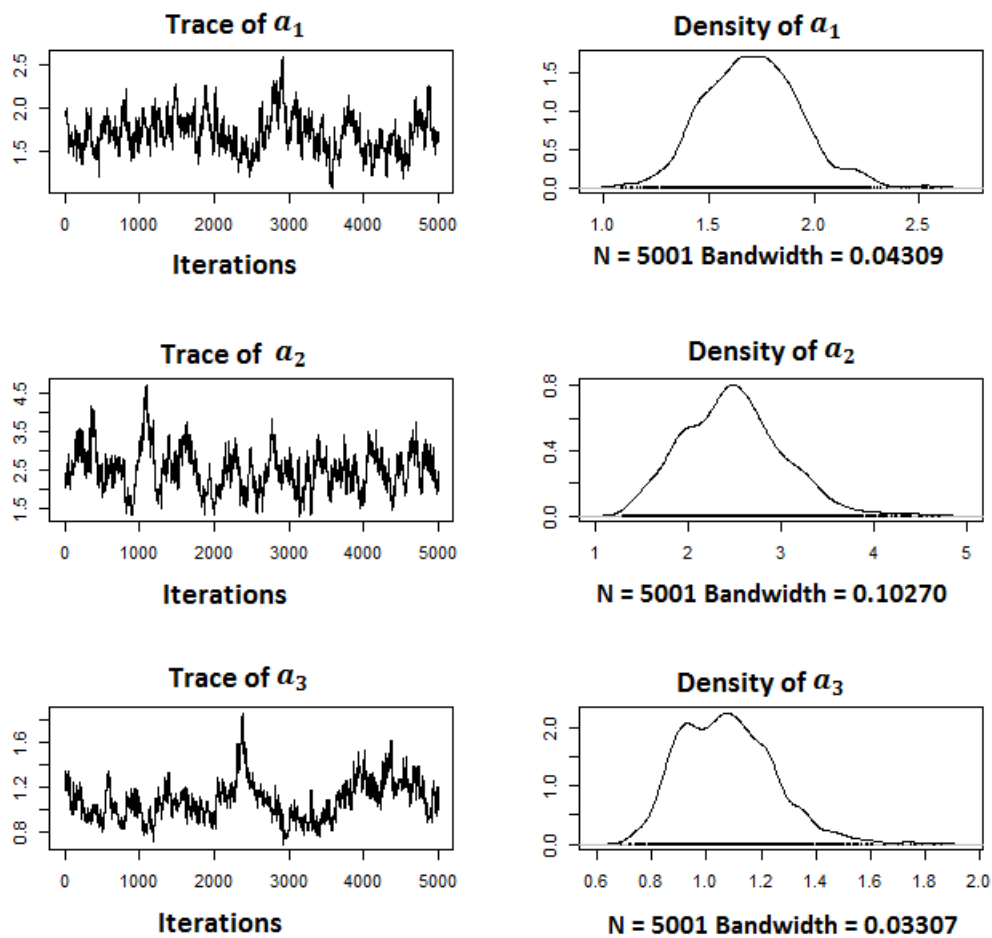 Trace of a₁
Density of a₁
2.5
2.0
1.5
0 1000 2000 3000 4000 5000
Iterations
1.5
1.0
0.5
0.0
1.0 1.5 2.0 2.5
N = 5001 Bandwidth = 0.04309
Trace of a₂
Density of a₂
4.5
3.5
2.5
1.5
0 1000 2000 3000 4000 5000
Iterations
0.8
0.4
0.0
1 2 3 4 5
N = 5001 Bandwidth = 0.10270
Trace of a₃
Density of a₃
1.6
1.2
0.8
0 1000 2000 3000 4000 5000
Iterations
2.0
1.0
0.0
0.6 0.8 1.0 1.2 1.4 1.6 1.8 2.0
N = 5001 Bandwidth = 0.03307